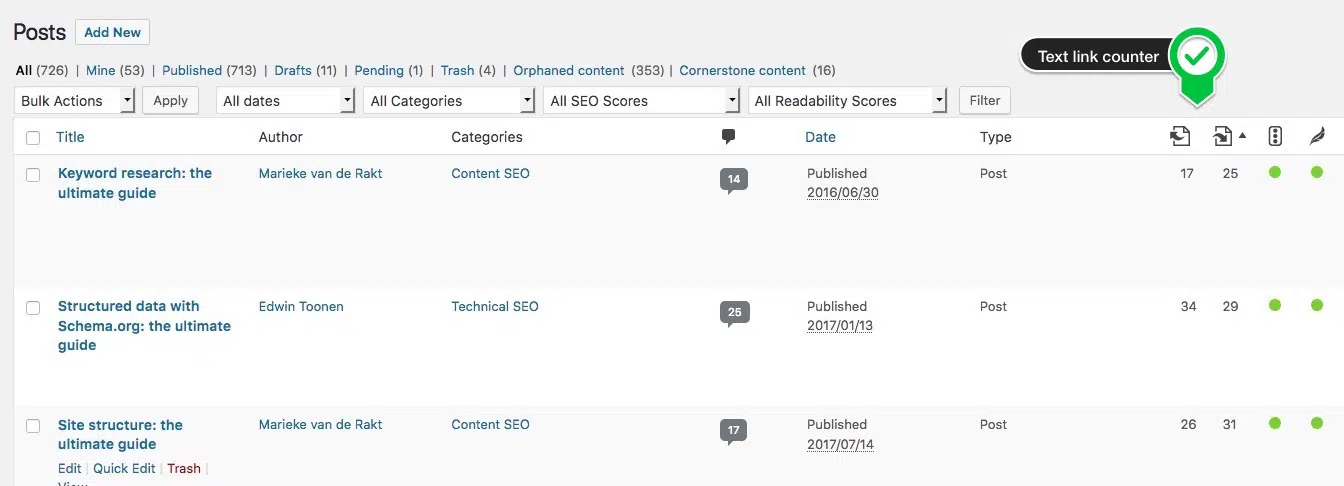 Posts Add New
Text link counter
All (726) | Mine (53) | Published (713) | Drafts (11) | Pending (1) | Trash (4) | Orphaned content (353) | Cornerstone content (16)
Bulk Actions Apply All dates All Categories All SEO Scores All Readability Scores Filter
Title Author Categories Date Type
Keyword research: the Marieke van de Rakt Content SEO 14 Published Post 17 25
ultimate guide 2016/06/30
Structured data with Edwin Toonen Technical SEO 25 Published Post 34 29
Schema.org: the ultimate 2017/01/13
guide
Site structure: the Marieke van de Rakt Content SEO 17 Published Post 26 31
ultimate guide 2017/07/14
Edit | Quick Edit | Trash |
View